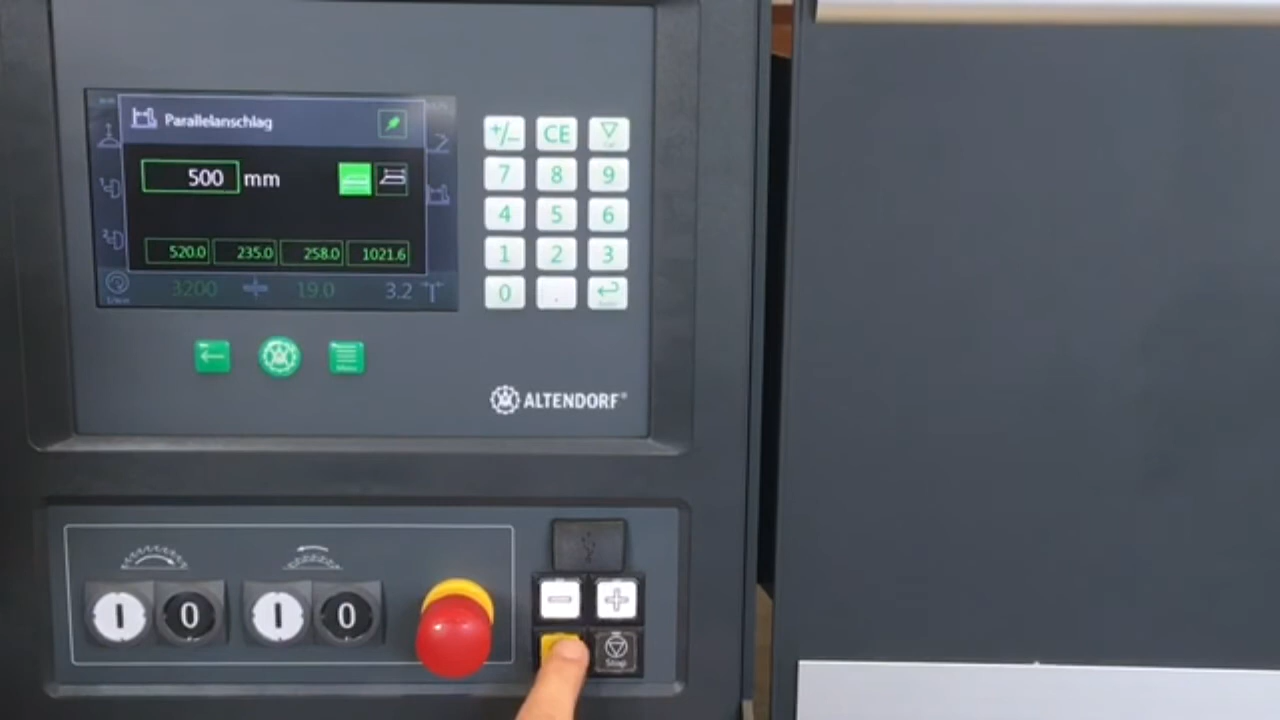 Parallelanschlag
500 mm
520.0 235.0 258.0 1021.6
3200 19.0 3.2
+/- CE
7 8 9
4 5 6
1 2 3
0 .
Menu
ALTENDORF®
I 0 I 0
- +
Stop